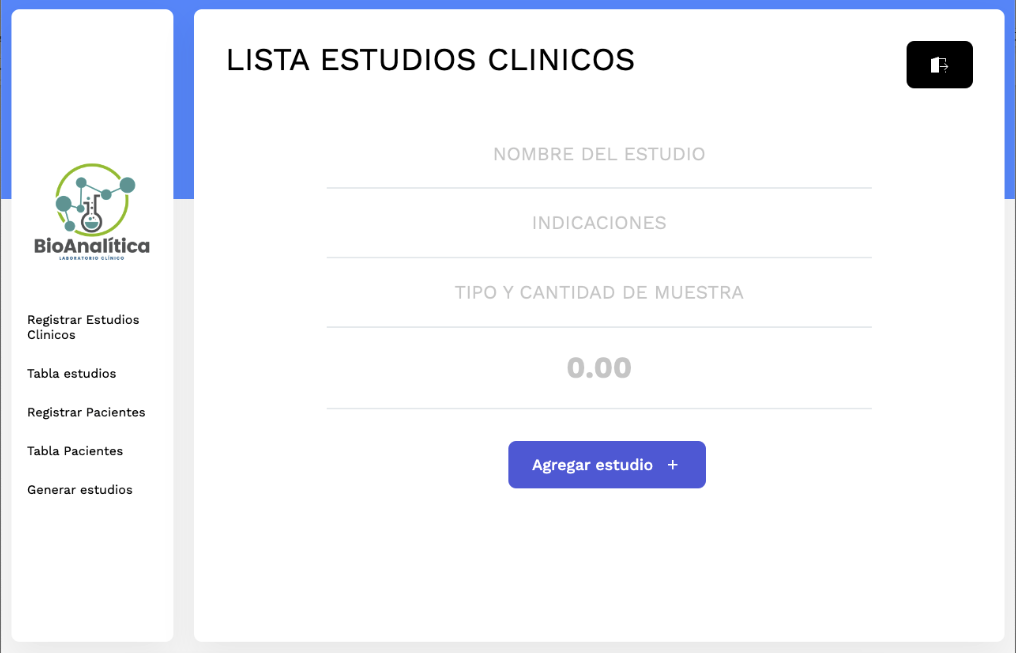 LISTA ESTUDIOS CLINICOS
BioAnalítica
LABORATORIO CLÍNICO
Registrar Estudios
Clinicos
Tabla estudios
Registrar Pacientes
Tabla Pacientes
Generar estudios
NOMBRE DEL ESTUDIO
INDICACIONES
TIPO Y CANTIDAD DE MUESTRA
0.00
Agregar estudio +